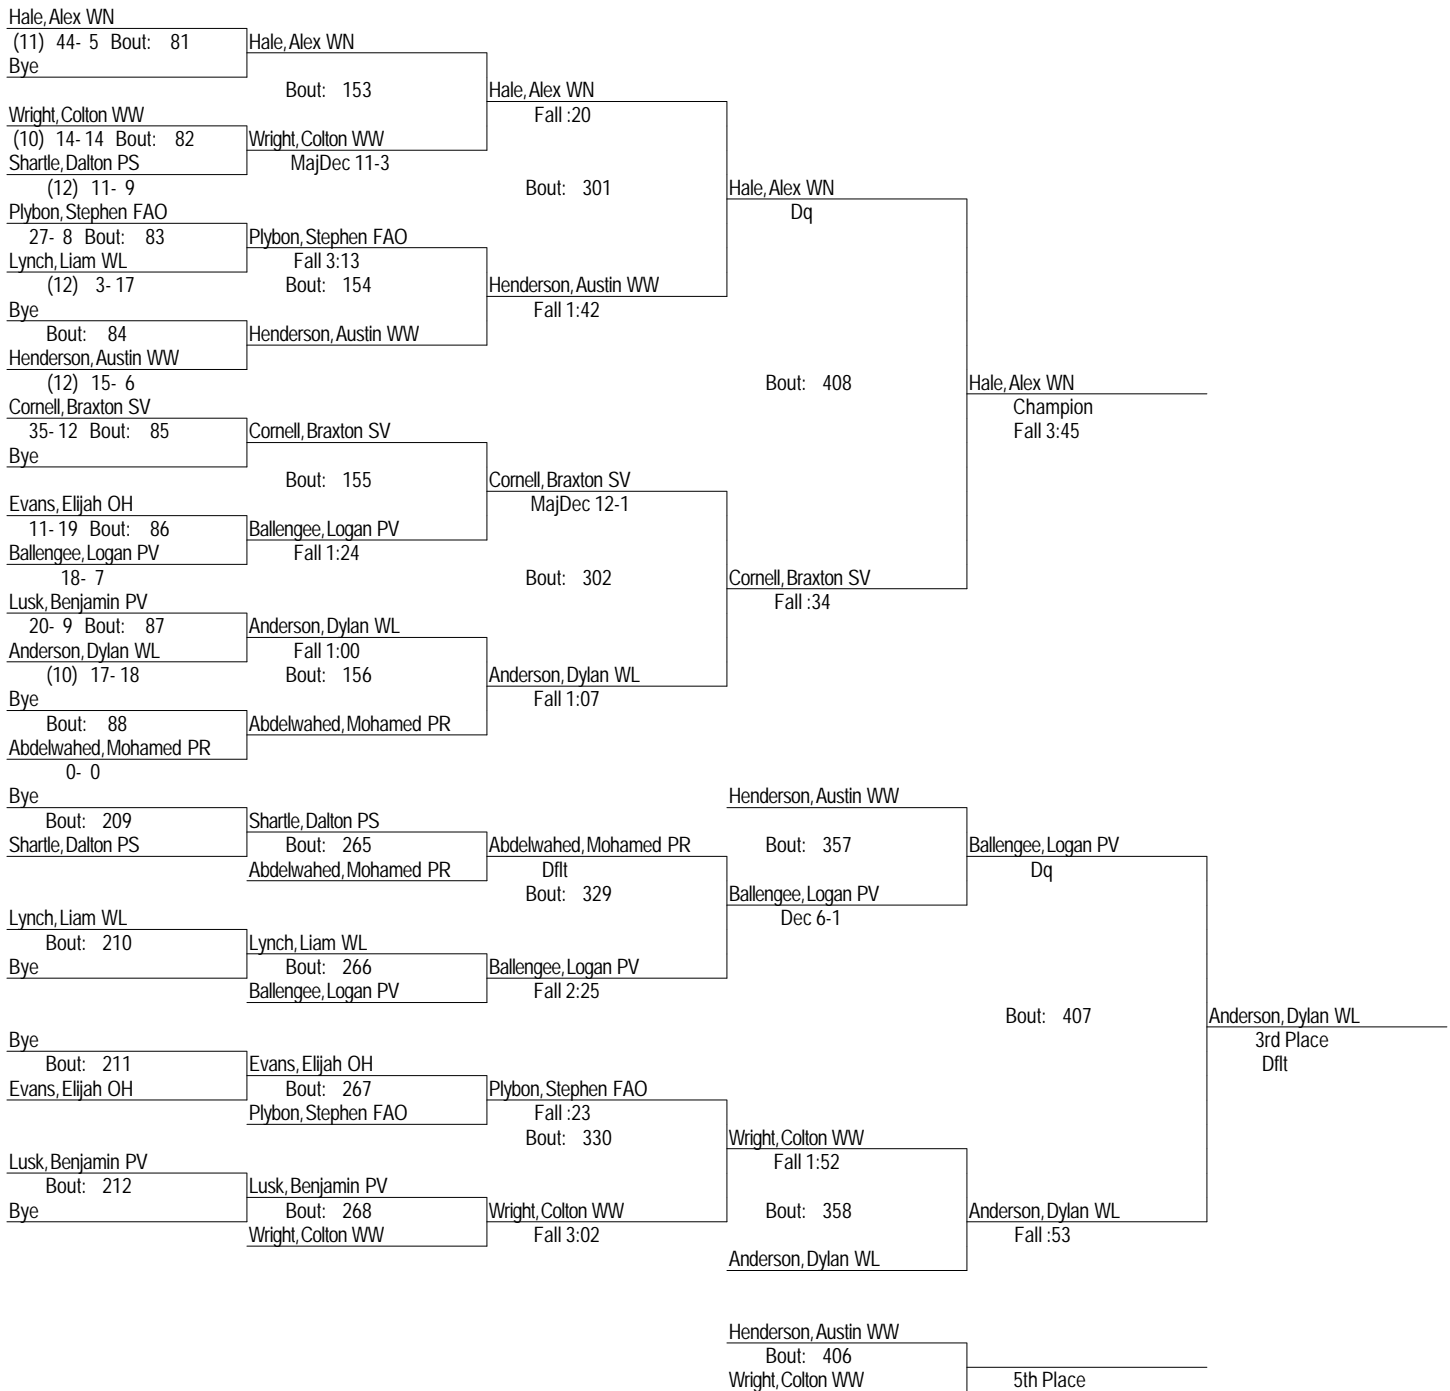 Hale, Alex WN
(11) 44- 5 Bout: 81
Bye
Hale, Alex WN
Bout: 153
Wright, Colton WW
(10) 14- 14 Bout: 82
Shartle, Dalton PS
(12) 11- 9
Wright, Colton WW
MajDec 11-3
Hale, Alex WN
Fall :20
Bout: 301
Plybon, Stephen FAO
27- 8 Bout: 83
Lynch, Liam WL
(12) 3- 17
Plybon, Stephen FAO
Fall 3:13
Bout: 154
Bye
Bout: 84
Henderson, Austin WW
(12) 15- 6
Henderson, Austin WW
Henderson, Austin WW
Fall 1:42
Hale, Alex WN
Dq
Bout: 408
Hale, Alex WN
Champion
Fall 3:45
Cornell, Braxton SV
35- 12 Bout: 85
Bye
Cornell, Braxton SV
Bout: 155
Evans, Elijah OH
11- 19 Bout: 86
Ballengee, Logan PV
18- 7
Ballengee, Logan PV
Fall 1:24
Cornell, Braxton SV
MajDec 12-1
Bout: 302
Lusk, Benjamin PV
20- 9 Bout: 87
Anderson, Dylan WL
(10) 17- 18
Anderson, Dylan WL
Fall 1:00
Bout: 156
Bye
Bout: 88
Abdelwahed, Mohamed PR
0- 0
Abdelwahed, Mohamed PR
Anderson, Dylan WL
Fall 1:07
Cornell, Braxton SV
Fall :34
Bye
Bout: 209
Shartle, Dalton PS
Shartle, Dalton PS
Bout: 265
Abdelwahed, Mohamed PR
Abdelwahed, Mohamed PR
Dflt
Bout: 329
Lynch, Liam WL
Bout: 210
Bye
Lynch, Liam WL
Bout: 266
Ballengee, Logan PV
Ballengee, Logan PV
Fall 2:25
Henderson, Austin WW
Bout: 357
Ballengee, Logan PV
Dec 6-1
Ballengee, Logan PV
Dq
Bout: 407
Anderson, Dylan WL
3rd Place
Dflt
Bye
Bout: 211
Evans, Elijah OH
Evans, Elijah OH
Bout: 267
Plybon, Stephen FAO
Plybon, Stephen FAO
Fall :23
Bout: 330
Lusk, Benjamin PV
Bout: 212
Bye
Lusk, Benjamin PV
Bout: 268
Wright, Colton WW
Wright, Colton WW
Fall 3:02
Wright, Colton WW
Fall 1:52
Bout: 358
Anderson, Dylan WL
Anderson, Dylan WL
Fall :53
Henderson, Austin WW
Bout: 406
Wright, Colton WW
5th Place